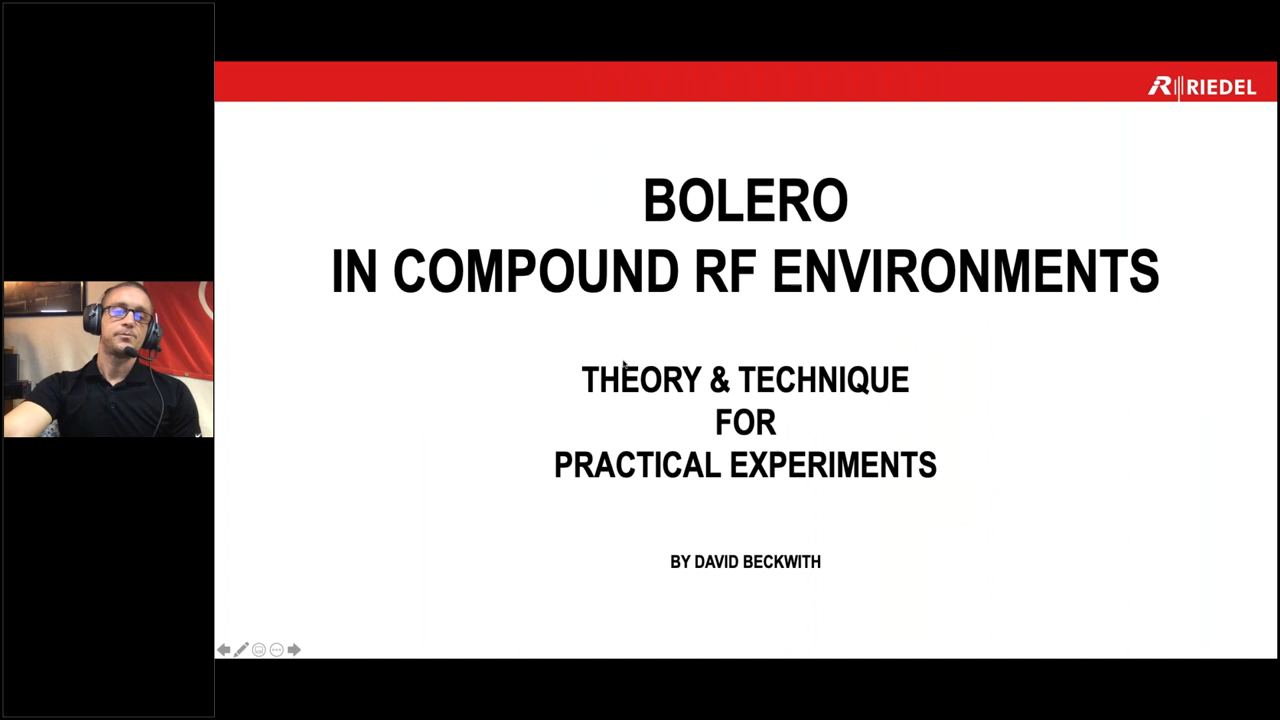 RIEDEL
BOLERO
IN COMPOUND RF ENVIRONMENTS
THEORY & TECHNIQUE
FOR
PRACTICAL EXPERIMENTS
BY DAVID BECKWITH